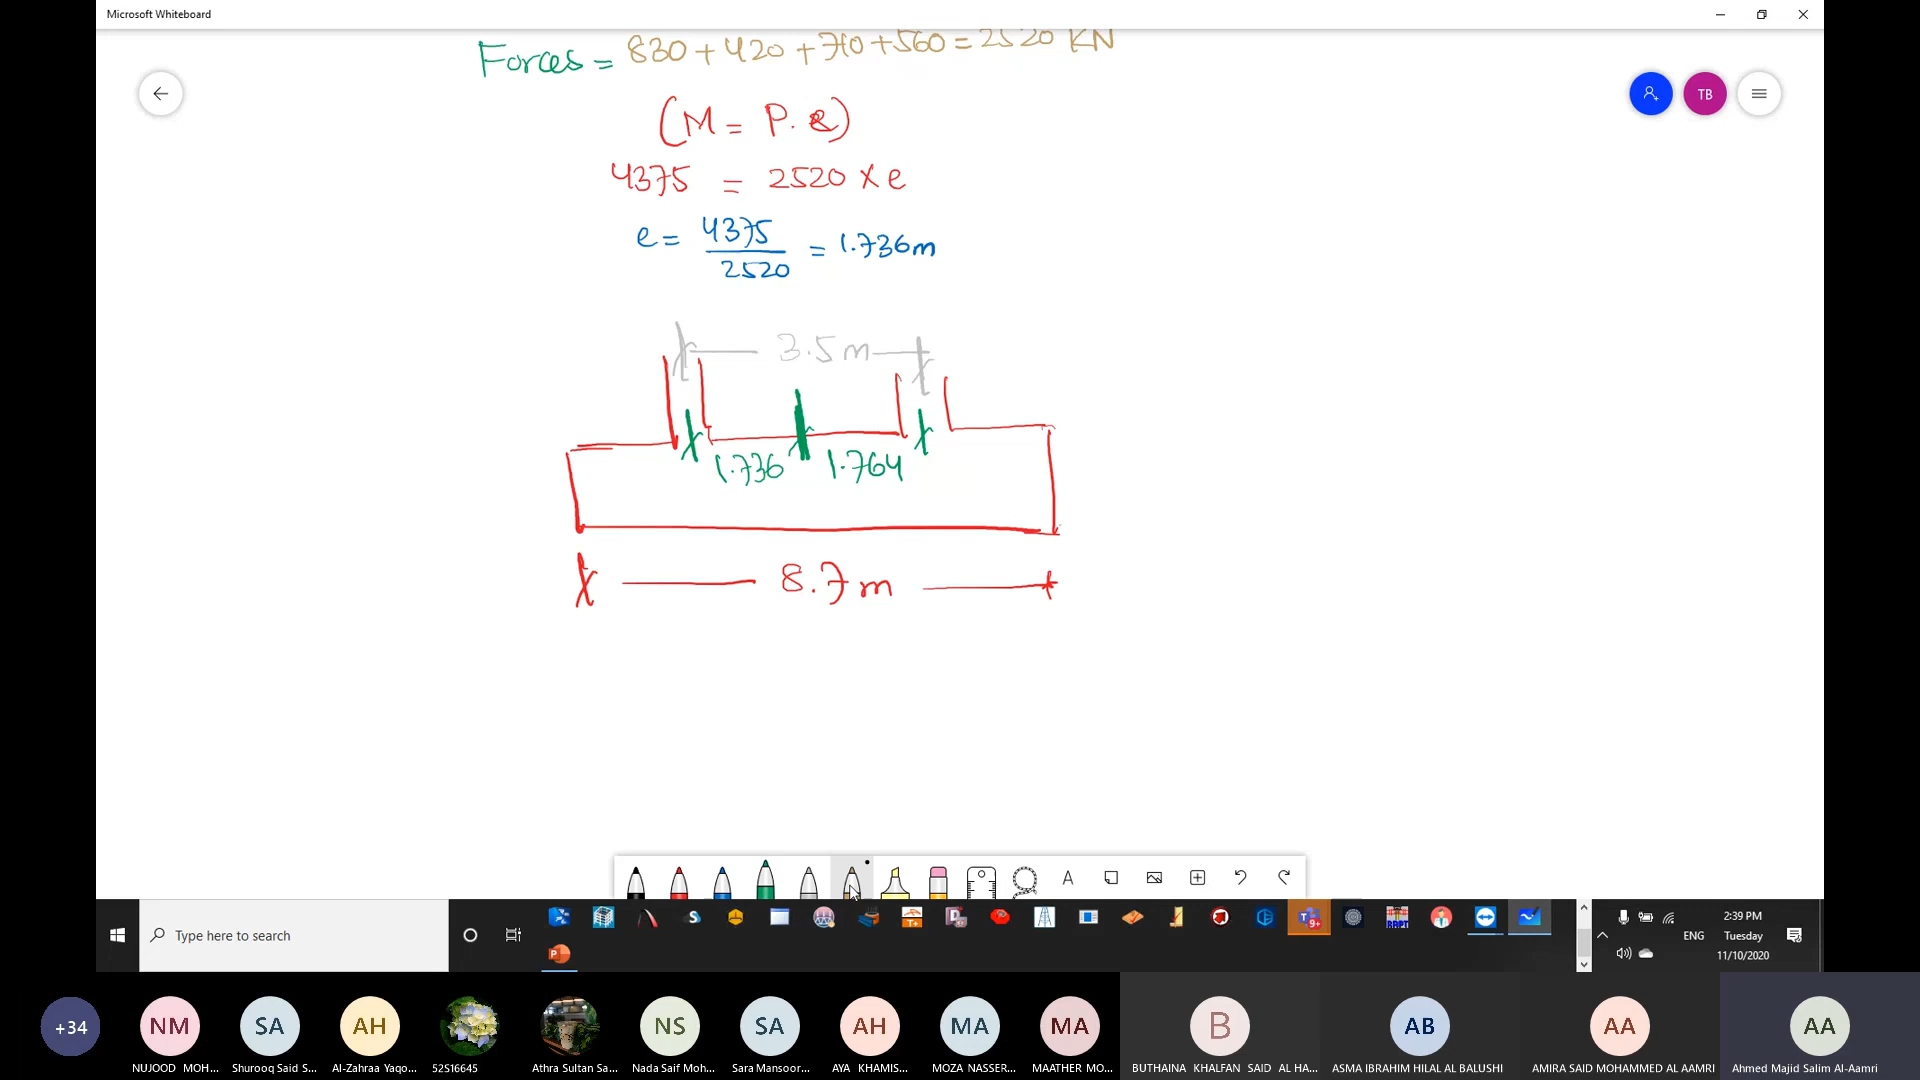 Microsoft Whiteboard
Forces = 830 + 420 + 710 + 560 = 2520 KN
TB
(M = P. e)
4375 = 2520 x e
e = 4375 / 2520 = 1.736m
3.5 m
1.736 1.764
8.7 m
A
Type here to search
9+
ENG
2:39 PM
Tuesday
11/10/2020
+34
NM
SA
AH
NS
SA
AH
MA
MA
B
AB
AA
AA
NUJOOD MOH...
Shurooq Said S...
Al-Zahraa Yaqo...
52S16645
Athra Sultan Sa...
Nada Saif Moh...
Sara Mansoor...
AYA KHAMIS...
MOZA NASSER...
MAATHER MO...
BUTHAINA KHALFAN SAID AL HA...
ASMA IBRAHIM HILAL AL BALUSHI
AMIRA SAID MOHAMMED AL AAMRI
Ahmed Majid Salim Al-Aamri